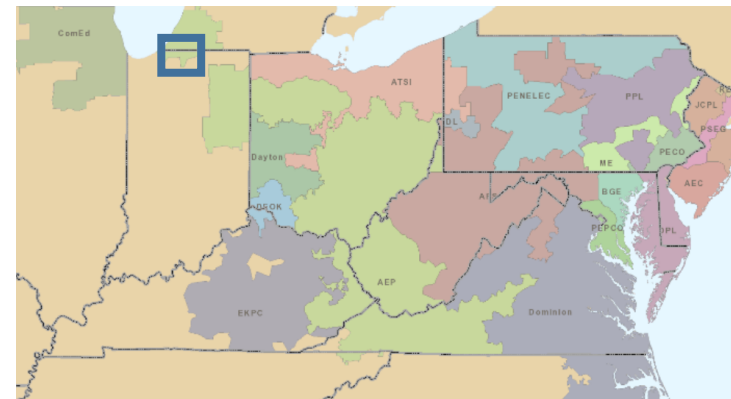 ComEd
ATSI
PENELEC
PPL
JCPL
DL
PSEG
Dayton
PECO
ME
AEC
BGE
DEOK
PEPCO
DPL
AEP
EKPC
Dominion